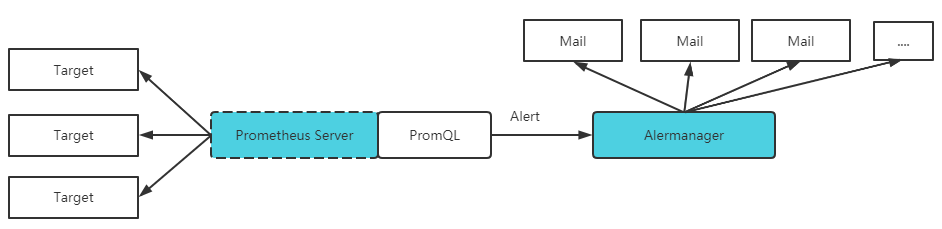 Mail
Mail
Mail
....
Target
Target
Target
Prometheus Server
PromQL
Alert
Alermanager